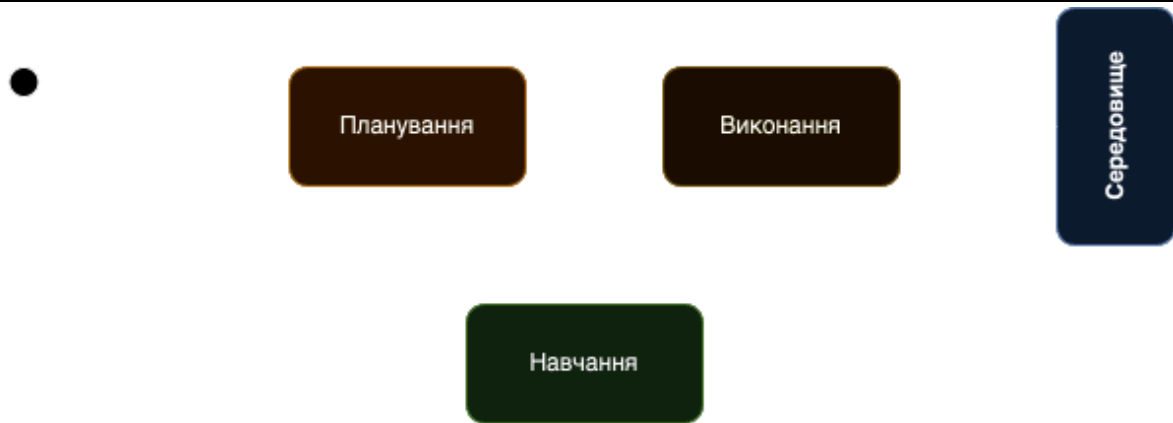 Планування
Виконання
Середовище
Навчання